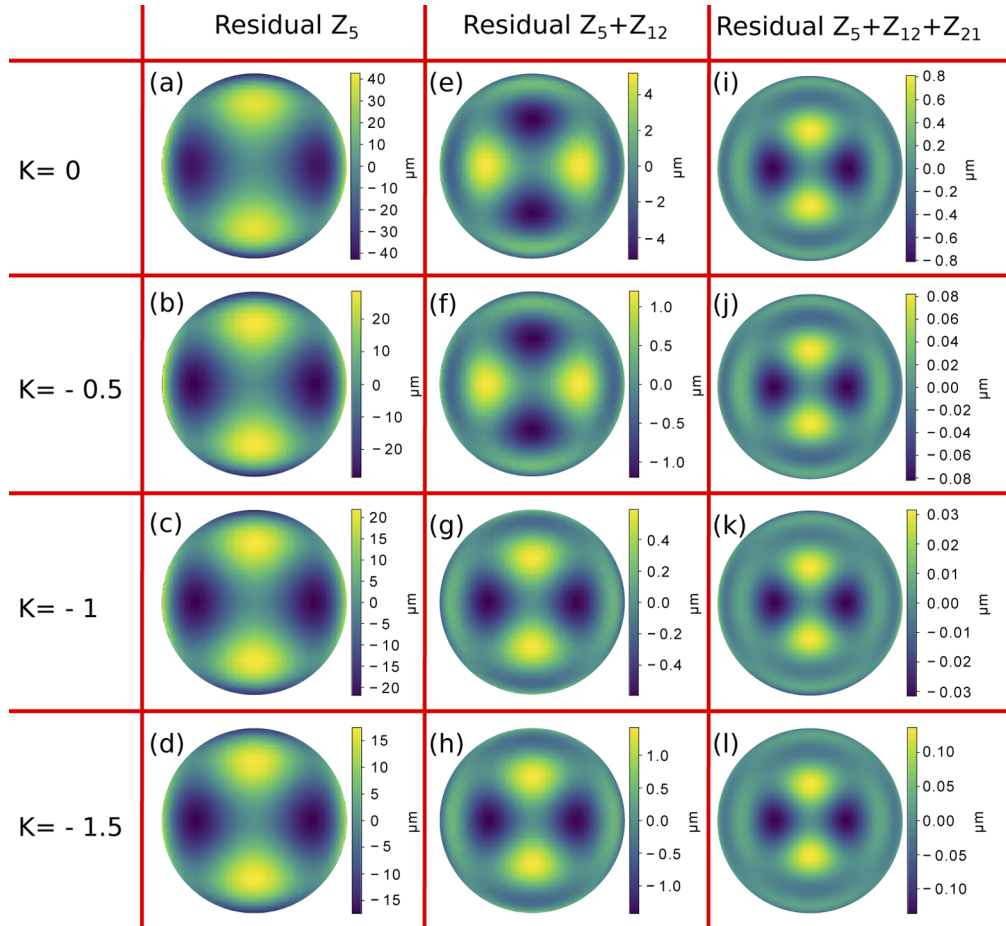 Residual Z5 Residual Z5+Z12 Residual Z5+Z12+Z21
K= 0
(a)
40
30
20
10
0
−10
−20
−30
−40
μm
(e)
4
2
0
−2
−4
μm
(i)
0.8
0.6
0.4
0.2
0.0
−0.2
−0.4
−0.6
−0.8
μm
K= - 0.5
(b)
20
10
0
−10
−20
μm
(f)
1.0
0.5
0.0
−0.5
−1.0
μm
(j)
0.08
0.06
0.04
0.02
0.00
−0.02
−0.04
−0.06
−0.08
μm
K= - 1
(c)
20
15
10
5
0
−5
−10
−15
−20
μm
(g)
0.4
0.2
0.0
−0.2
−0.4
μm
(k)
0.03
0.02
0.01
0.00
−0.01
−0.02
−0.03
μm
K= - 1.5
(d)
15
10
5
0
−5
−10
−15
μm
(h)
1.0
0.5
0.0
−0.5
−1.0
μm
(l)
0.10
0.05
0.00
−0.05
−0.10
μm